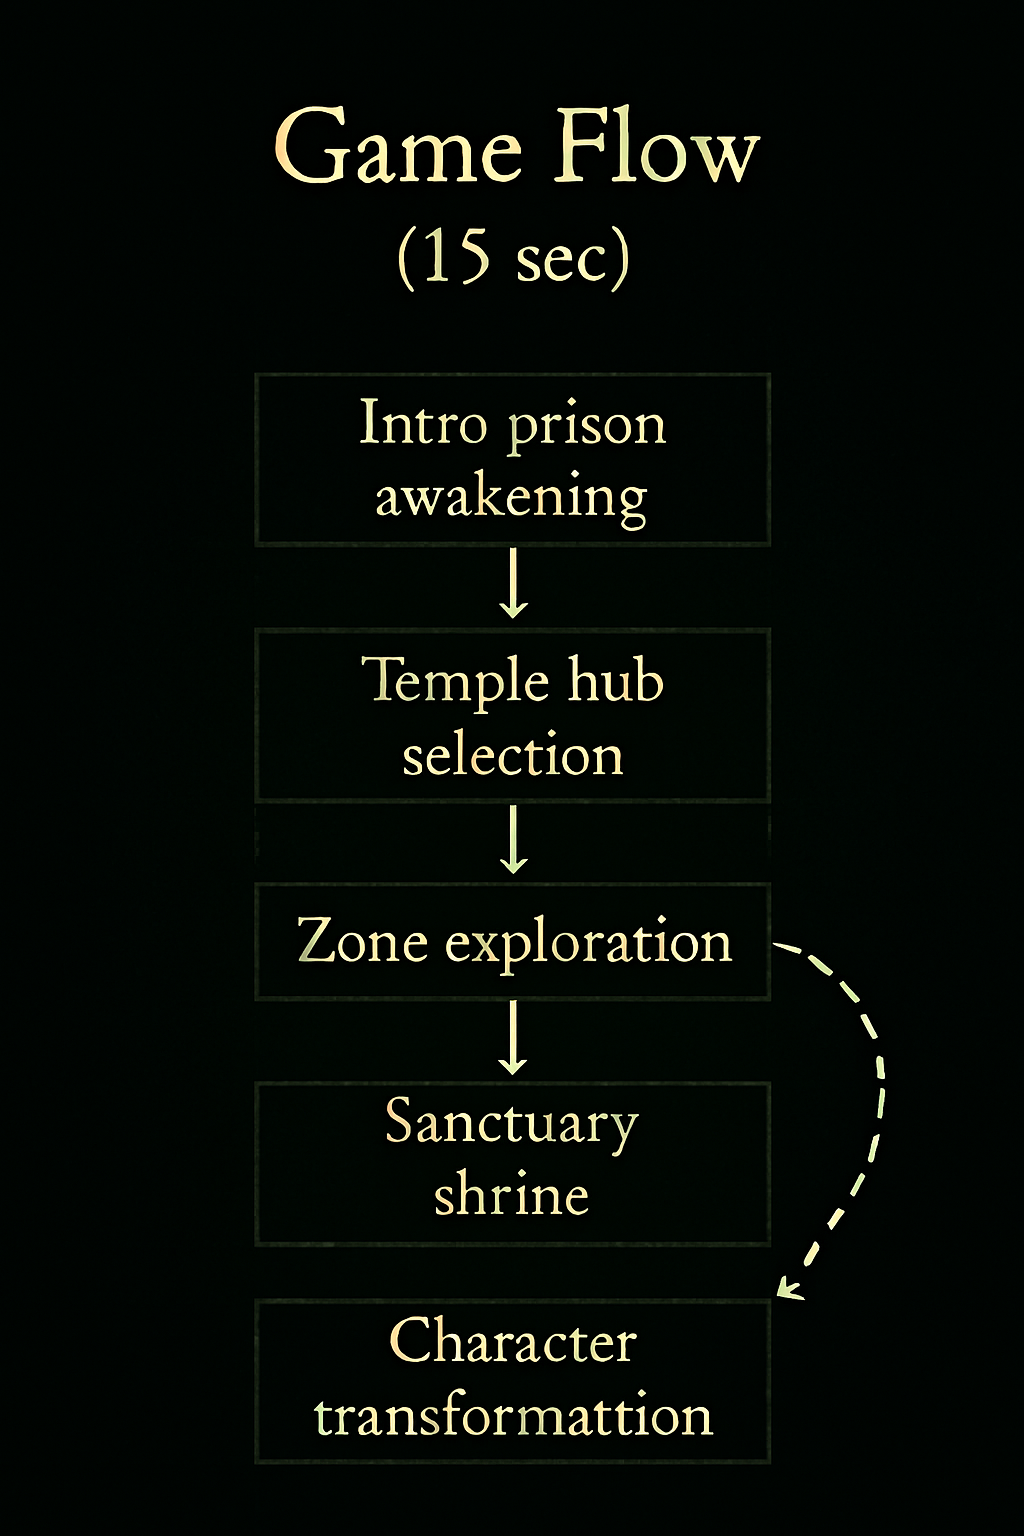 Game Flow
(15 sec)
Intro prison
awakening
Temple hub
selection
Zone exploration
Sanctuary
shrine
Character
transformattion